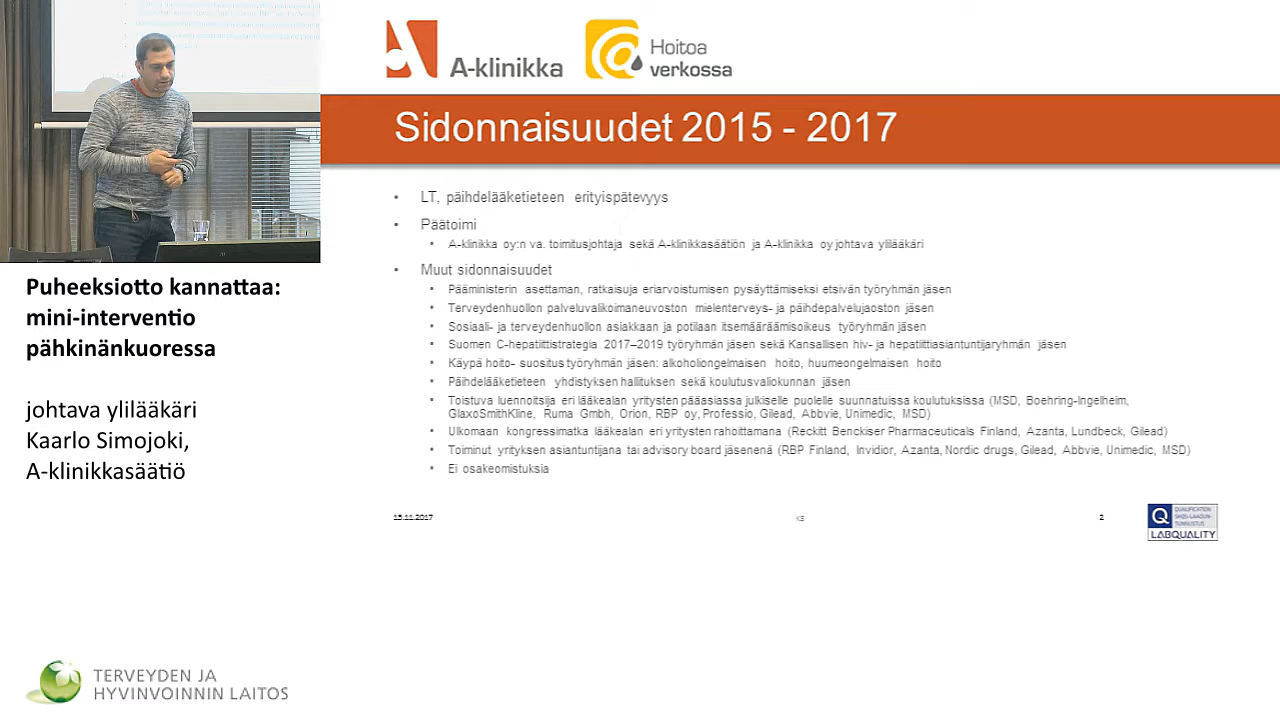 A-klinikka
Hoitoa
verkossa
Sidonnaisuudet 2015 - 2017
• LT, päihdelääketieteen erityispätevyys
• Päätoimi
• A-klinikka oy:n va. toimitusjohtaja sekä A-klinikkasäätiön ja A-klinikka oy johtava ylilääkäri
• Muut sidonnaisuudet
• Pääministerin asettaman, ratkaisuja eriarvoistumisen pysäyttämiseksi etsivän työryhmän jäsen
• Terveydenhuollon palveluvalikoimaneuvoston mielenterveys- ja päihdepalvelujaoston jäsen
• Sosiaali- ja terveydenhuollon asiakkaan ja potilaan itsemääräämisoikeus työryhmän jäsen
• Suomen C-hepatiittistrategia 2017–2019 työryhmän jäsen sekä Kansallisen hiv- ja hepatiittiasiantuntijaryhmän jäsen
• Käypä hoito- suositus työryhmän jäsen: alkoholiongelmaisen hoito, huumeongelmaisen hoito
• Päihdelääketieteen yhdistyksen hallituksen sekä koulutusvaliokunnan jäsen
• Toistuva luennoitsija eri lääkealan yritysten pääasiassa julkiselle puolelle suunnatuissa koulutuksissa (MSD, Boehring-Ingelheim,
GlaxoSmithKline, Ruma Gmbh, Orion, RBP oy, Professio, Gilead, Abbvie, Unimedic, MSD)
• Ulkomaan kongressimatka lääkealan eri yritysten rahoittamana (Reckitt Benckiser Pharmaceuticals Finland, Azanta, Lundbeck, Gilead)
• Toiminut yrityksen asiantuntijana tai advisory board jäsenenä (RBP Finland, Invidior, Azanta, Nordic drugs, Gilead, Abbvie, Unimedic, MSD)
• Ei osakeomistuksia
15.11.2017
KS
2
Q
QUALIFICATION
SHQS-LAADUN-
TUNNUSTUS
LABQUALITY
Puheeksiotto kannattaa:
mini-interventio
pähkinänkuoressa
johtava ylilääkäri
Kaarlo Simojoki,
A-klinikkasäätiö
TERVEYDEN JA
HYVINVOINNIN LAITOS